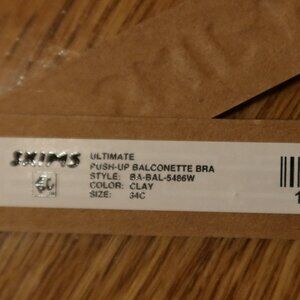 SKIMS
ULTIMATE
PUSH-UP BALCONETTE BRA
STYLE: BA-BAL-5486W
COLOR: CLAY
SIZE: 34C